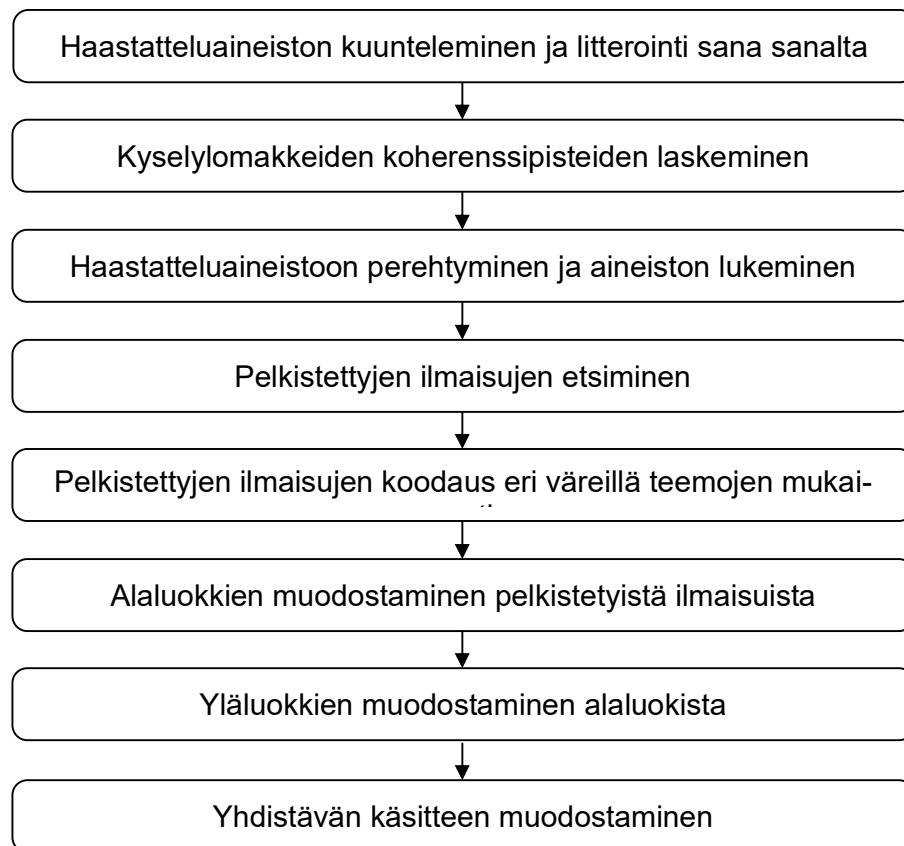 Haastatteluaineiston kuunteleminen ja litterointi sana sanalta
Kyselylomakkeiden koherenssipisteiden laskeminen
Haastatteluaineistoon perehtyminen ja aineiston lukeminen
Pelkistettyjen ilmaisujen etsiminen
Pelkistettyjen ilmaisujen koodaus eri väreillä teemojen mukai-
Alaluokkien muodostaminen pelkistetyistä ilmaisuista
Yläluokkien muodostaminen alaluokista
Yhdistävän käsitteen muodostaminen